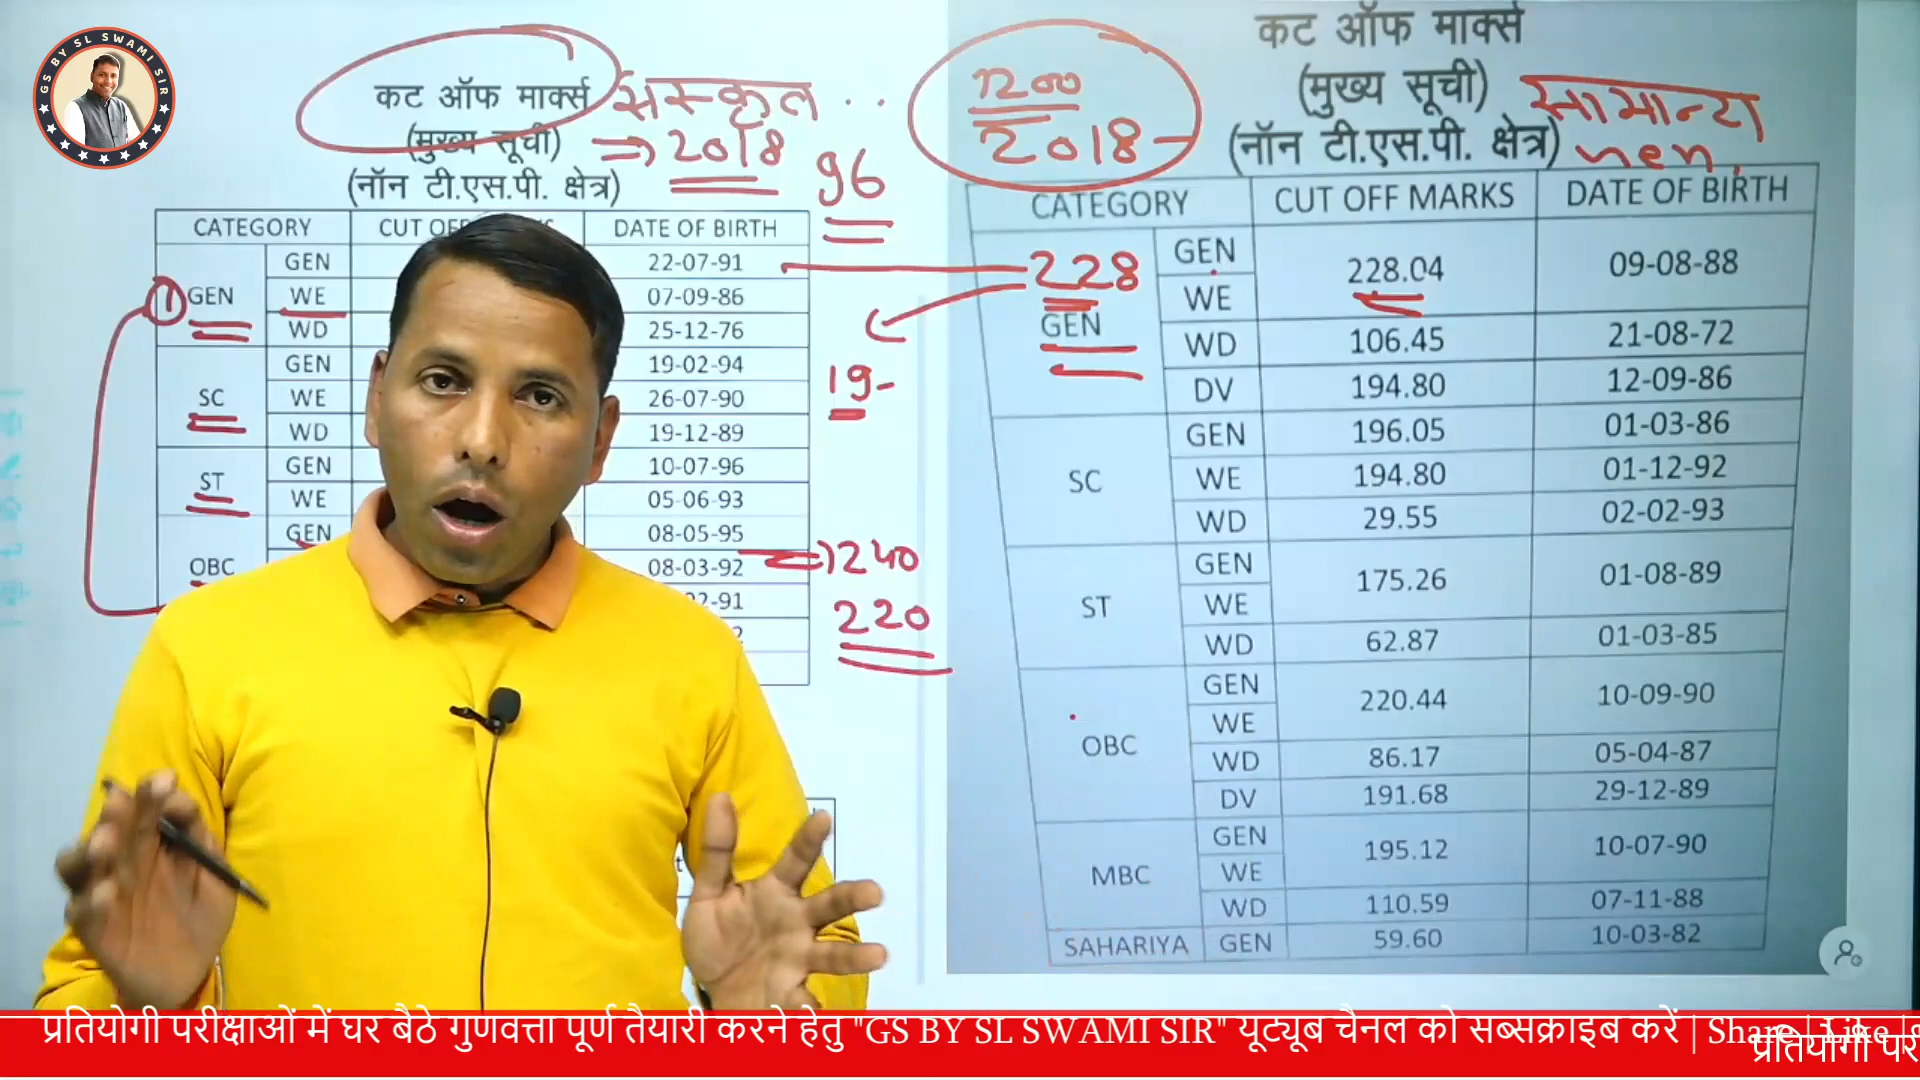 GS BY SL SWAMI SIR
कट ऑफ मार्क्स
संस्कृत
(मुख्य सूची)
=) 2018
(नॉन टी.एस.पी. क्षेत्र)
96
CATEGORY DATE OF BIRTH
GEN GEN 22-07-91
① WE 07-09-86
WD 25-12-76
SC GEN 19-02-94
WE 26-07-90
WD 19-12-89
ST GEN 10-07-96
WE 05-06-93
OBC GEN 08-05-95
08-03-92
19-
240
220
1200
2018
कट ऑफ मार्क्स
(मुख्य सूची)
सामान्य
(नॉन टी.एस.पी. क्षेत्र)
CATEGORY CUT OFF MARKS DATE OF BIRTH
228
GEN GEN 228.04 09-08-88
WE
WD 106.45 21-08-72
DV 194.80 12-09-86
SC GEN 196.05 01-03-86
WE 194.80 01-12-92
WD 29.55 02-02-93
ST GEN 175.26 01-08-89
WE
WD 62.87 01-03-85
OBC GEN 220.44 10-09-90
WE
WD 86.17 05-04-87
DV 191.68 29-12-89
MBC GEN 195.12 10-07-90
WE
WD 110.59 07-11-88
SAHARIYA GEN 59.60 10-03-82
प्रतियोगी परीक्षाओं में घर बैठे गुणवत्ता पूर्ण तैयारी करने हेतु "GS BY SL SWAMI SIR" यूट्यूब चैनल को सब्सक्राइब करें | Share | Like |